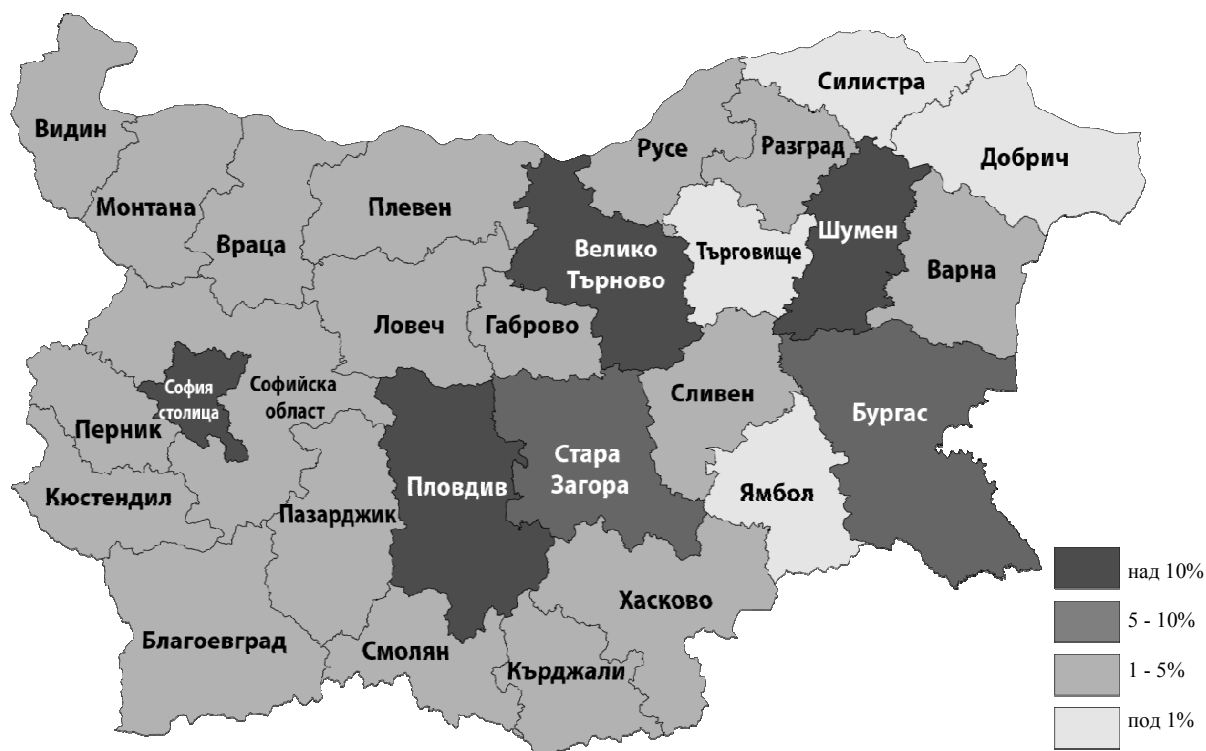 Силистра
Видин
Русе
Разград
Добрич
Монтана
Плевен
Враца
Велико
Търново
Търговище
Шумен
Варна
Ловеч
Габрово
София
столица
Софийска
област
Сливен
Бургас
Перник
Стара
Загора
Кюстендил
Пловдив
Ямбол
Пазарджик
Хасково
Благоевград
Смолян
Кърджали
над 10%
5 - 10%
1 - 5%
под 1%